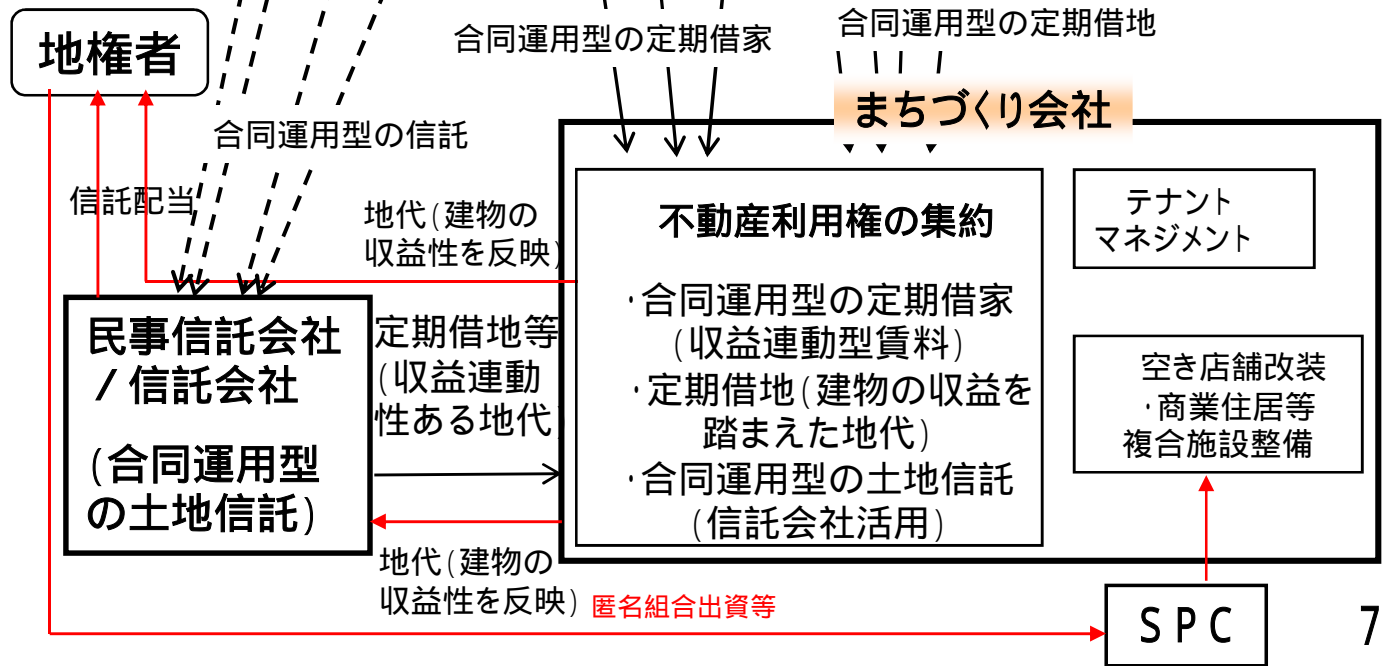 地権者
合同運用型の定期借家
合同運用型の定期借地
まちづくり会社
合同運用型の信託
信託配当
地代(建物の
収益性を反映)
不動産利用権の集約
・合同運用型の定期借家
(収益連動型賃料)
・定期借地(建物の収益を
踏まえた地代)
・合同運用型の土地信託
(信託会社活用)
テナント
マネジメント
空き店舗改装
・商業住居等
複合施設整備
民事信託会社
/信託会社
(合同運用型
の土地信託)
定期借地等
(収益連動
性ある地代)
地代(建物の
収益性を反映)
匿名組合出資等
SPC
7